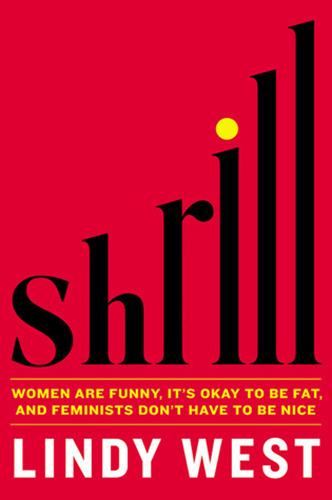 Shrill
WOMEN ARE FUNNY, IT'S OKAY TO BE FAT,
AND FEMINISTS DON'T HAVE TO BE NICE
LINDY WEST